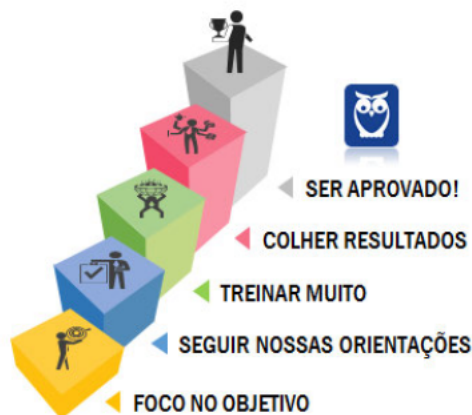 SER APROVADO!
COLHER RESULTADOS
TREINAR MUITO
SEGUIR NOSSAS ORIENTAÇÕES
FOCO NO OBJETIVO